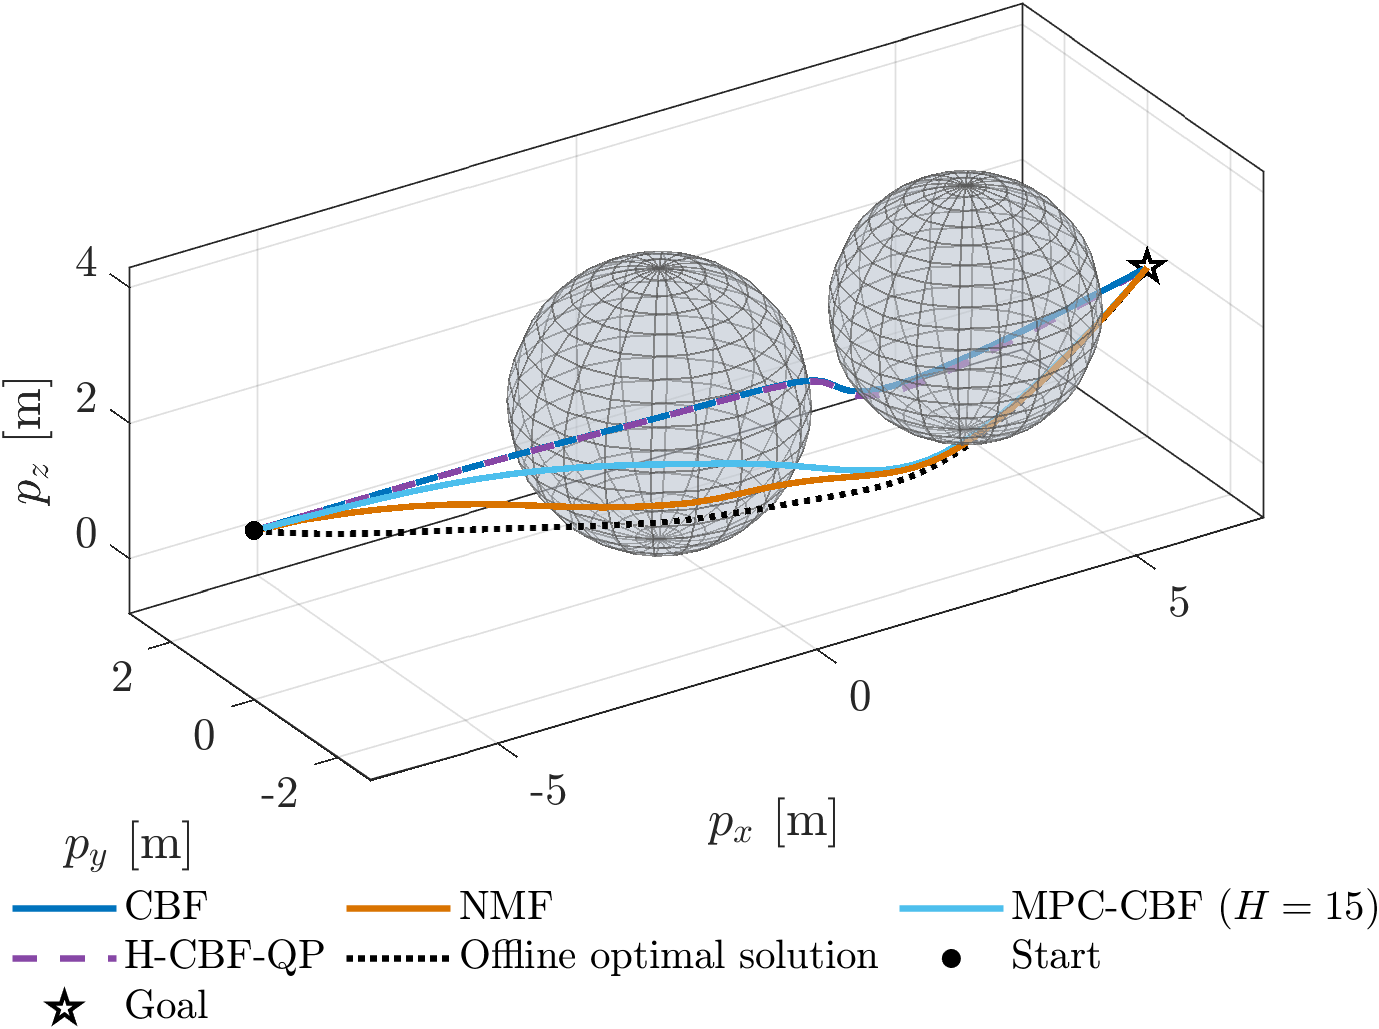 4
2
0
p_z [m]
2
0
-2
p_y [m]
-5
0
5
p_x [m]
CBF
NMF
MPC-CBF (H = 15)
H-CBF-QP
Offline optimal solution
Start
Goal